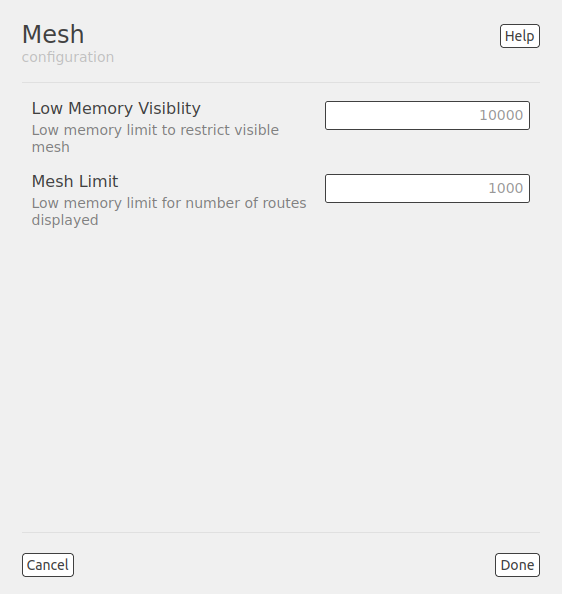 Mesh
Help
configuration
Low Memory Visiblity
10000
Low memory limit to restrict visible
mesh
Mesh Limit
1000
Low memory limit for number of routes
displayed
Cancel
Done